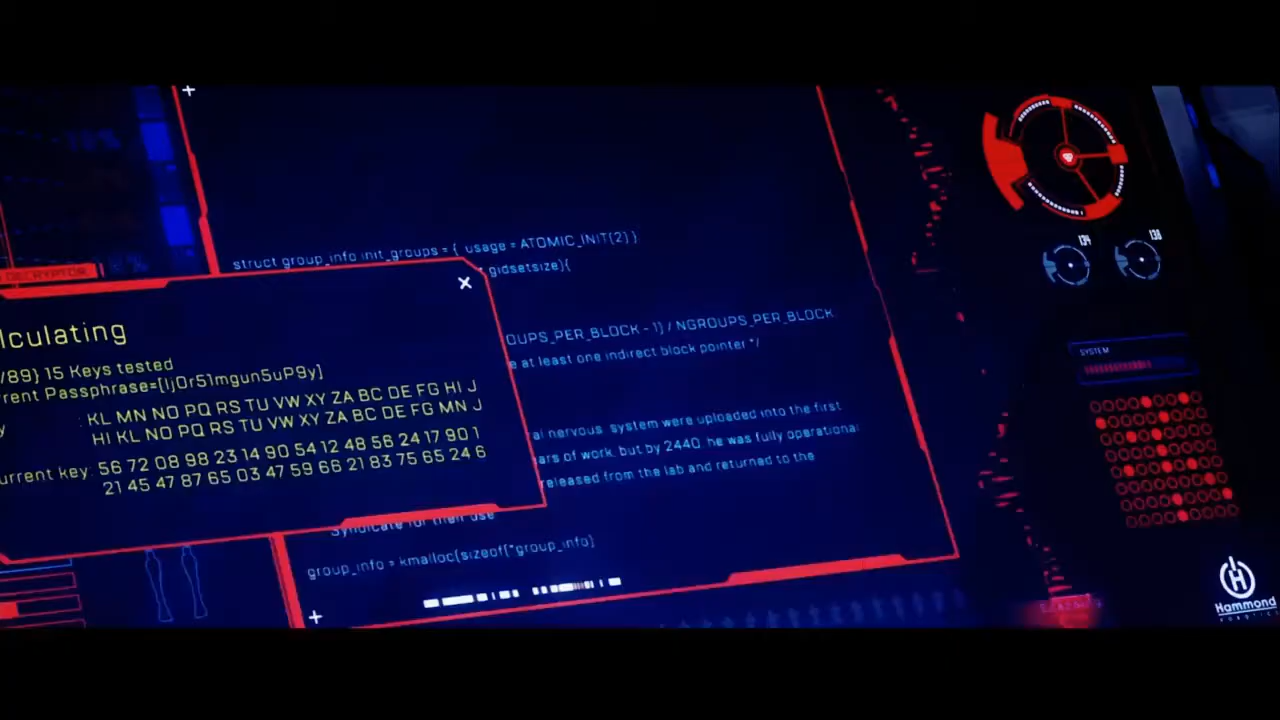 struct group_info init_groups = { usage = ATOMIC_INIT(2) }
gidsetsize){
OUPS_PER_BLOCK - 1) / NGROUPS_PER_BLOCK
e at least one indirect block pointer */
al nervous system were uploaded into the first
ars of work, but by 2440, he was fully operational
released from the lab and returned to the
Syndicate for their use
group_info = kmalloc(sizeof(*group_info)
DECRYPTOR
lculating
/89) 15 Keys tested
rrent Passphrase=[ljOr51mgun5uP9y]
y : KL MN NO PQ RS TU VW XY ZA BC DE FG HI J
HI KL NO PQ RS TU VW XY ZA BC DE FG MN J
urrent key: 56 72 08 98 23 14 90 54 12 48 56 24 17 90 1
21 45 47 87 65 03 47 59 66 21 83 75 65 24 6
134
138
SYSTEM
Hammond
ROBOTICS